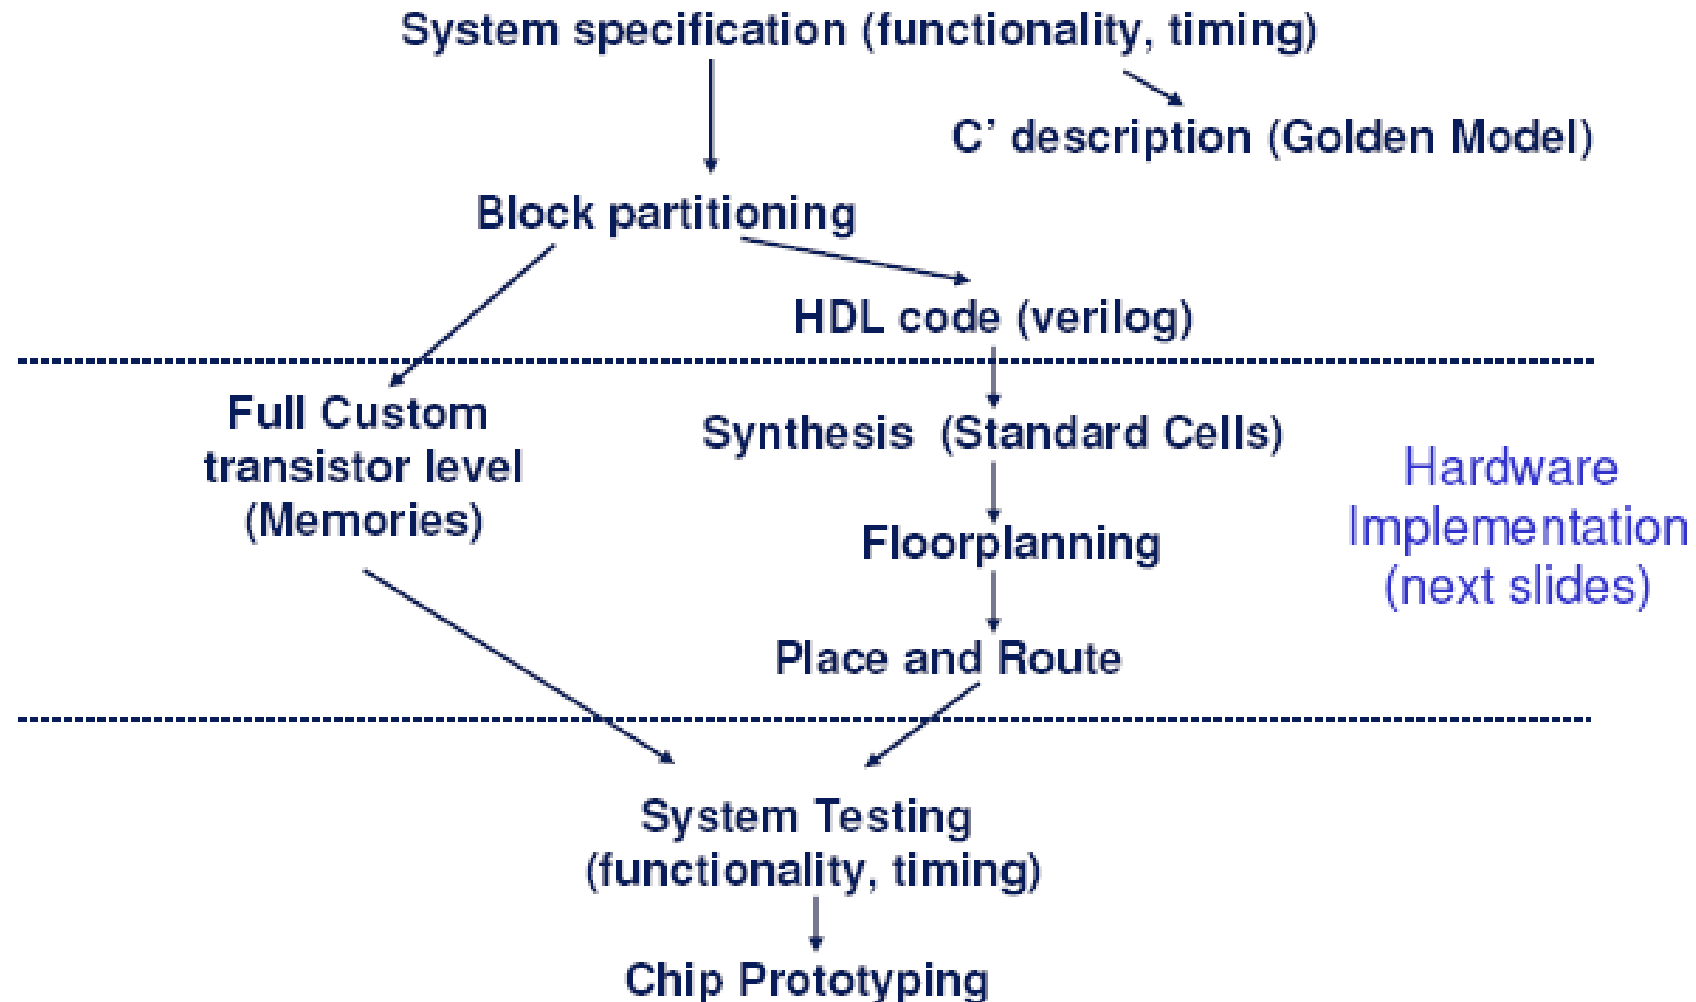 System specification (functionality, timing)
C’ description (Golden Model)
Block partitioning
HDL code (verilog)
Full Custom
transistor level
(Memories)
Synthesis (Standard Cells)
Floorplanning
Place and Route
Hardware
Implementation
(next slides)
System Testing
(functionality, timing)
Chip Prototyping